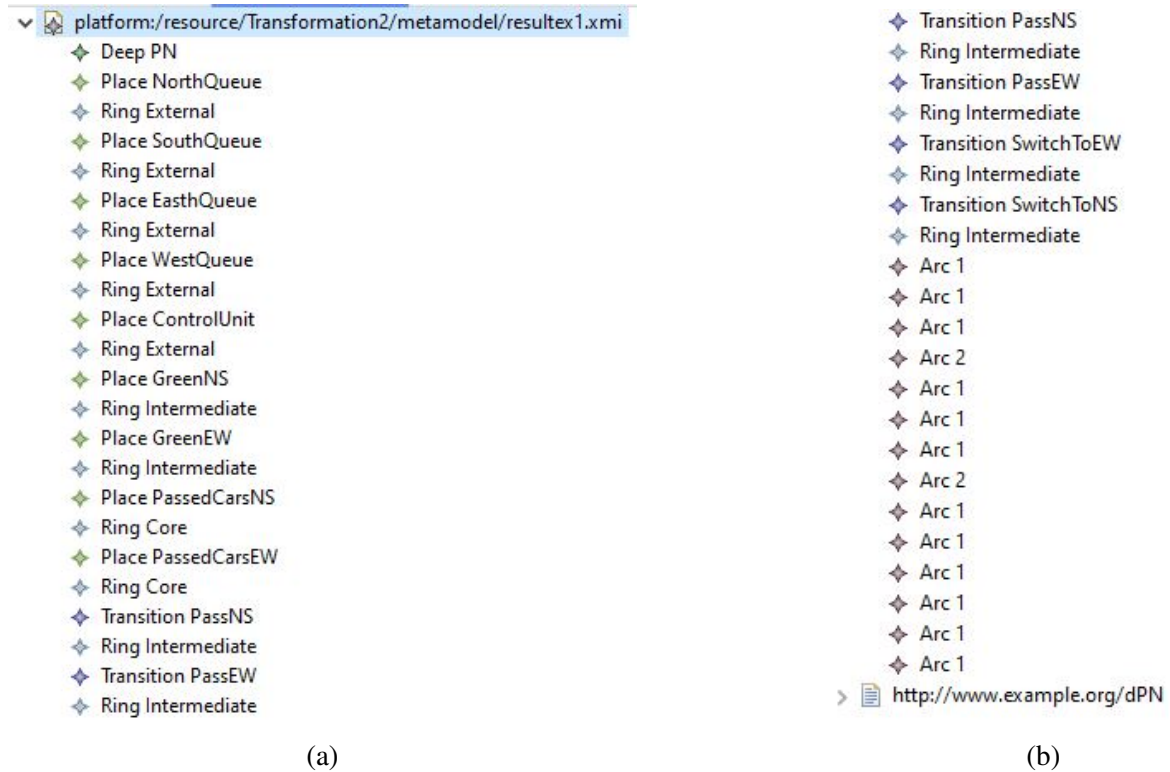 platform:/resource/Transformation2/metamodel/resultex1.xmi
Deep PN
Place NorthQueue
Ring External
Place SouthQueue
Ring External
Place EasthQueue
Ring External
Place WestQueue
Ring External
Place ControlUnit
Ring External
Place GreenNS
Ring Intermediate
Place GreenEW
Ring Intermediate
Place PassedCarsNS
Ring Core
Place PassedCarsEW
Ring Core
Transition PassNS
Ring Intermediate
Transition PassEW
Ring Intermediate
(a)
Transition PassNS
Ring Intermediate
Transition PassEW
Ring Intermediate
Transition SwitchToEW
Ring Intermediate
Transition SwitchToNS
Ring Intermediate
Arc 1
Arc 1
Arc 1
Arc 2
Arc 1
Arc 1
Arc 1
Arc 2
Arc 1
Arc 1
Arc 1
Arc 1
Arc 1
Arc 1
http://www.example.org/dPN
(b)